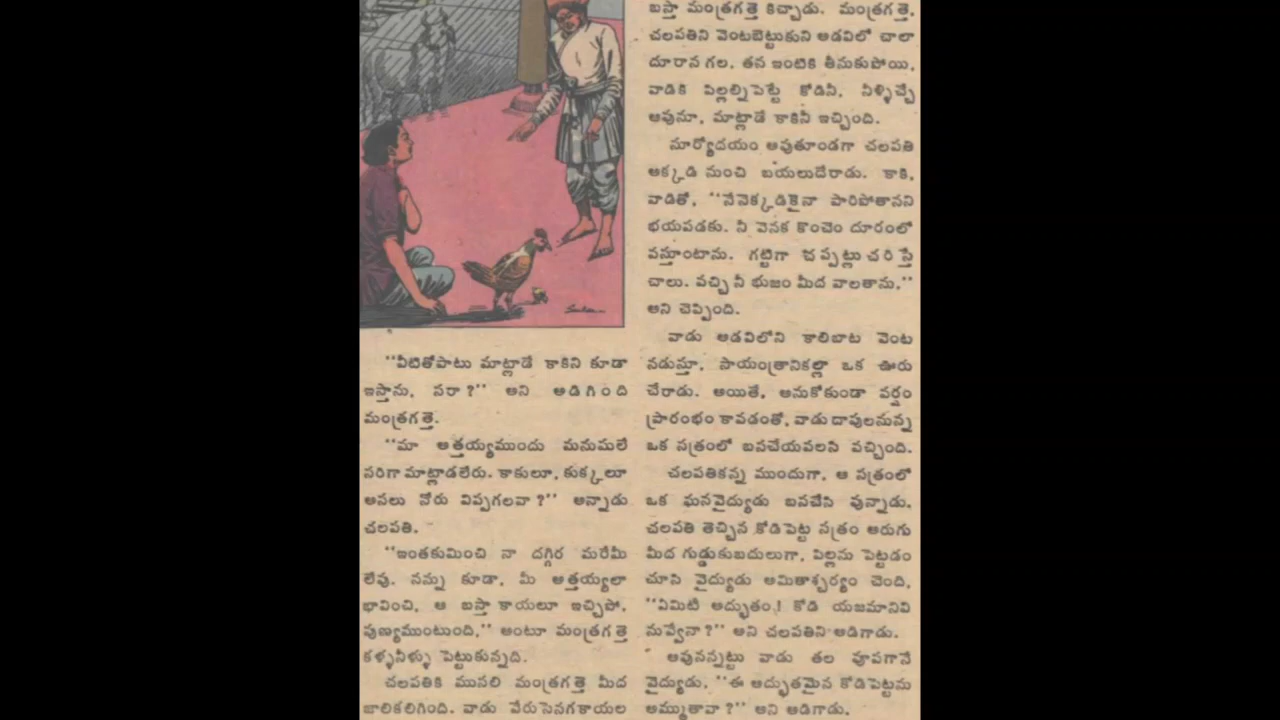 "వీటితోపాటు మాట్లాడే కాకిని కూడా
ఇస్తాను, సరా?" అని అడిగింది
మంత్రగత్తె.
"మా అత్తయ్యముందు మనుషులే
సరిగా మాట్లాడలేరు. కాకులూ, కుక్కలూ
అసలు నోరు విప్పగలవా?" అన్నాడు
చలపతి.
"ఇంతకుమించి నా దగ్గిర మరేమీ
లేవు. నన్ను కూడా, మీ అత్తయ్యలా
భావించి, ఆ బస్తా కాయలూ ఇచ్చిపో,
పుణ్యముంటుంది," అంటూ మంత్రగత్తె
కళ్ళనీళ్ళు పెట్టుకున్నది.
చలపతికి ముసలి మంత్రగత్తె మీద
జాలికలిగింది. వాడు వేరుసెనగకాయల
బస్తా మంత్రగత్తె కిచ్చాడు. మంత్రగత్తె,
చలపతిని వెంటబెట్టుకుని అడవిలో చాలా
దూరాన గల, తన ఇంటికి తీసుకుపోయి,
వాడికి పిల్లల్నిపెట్టే కోడినీ, నీళ్ళిచ్చే
ఆవునూ, మాట్లాడే కాకినీ ఇచ్చింది.
సూర్యోదయం అవుతూండగా చలపతి
అక్కడి నుంచి బయలుదేరాడు. కాకి,
వాడితో, "నేనెక్కడికైనా పారిపోతానని
భయపడకు. నీ వెనక కొంచెం దూరంలో
వస్తూంటాను. గట్టిగా చప్పట్లు చరిస్తే
చాలు. వచ్చి నీ భుజం మీద వాలతాను,"
అని చెప్పింది.
వాడు అడవిలోని కాలిబాట వెంట
నడుస్తూ, సాయంత్రానికల్లా ఒక ఊరు
చేరాడు. అయితే, అనుకోకుండా వర్షం
ప్రారంభం కావడంతో, వాడు దాపులనున్న
ఒక సత్రంలో బసచేయవలసి వచ్చింది.
చలపతికన్న ముందుగా, ఆ సత్రంలో
ఒక ఘనవైద్యుడు బసచేసి వున్నాడు.
చలపతి తెచ్చిన కోడిపెట్ట సత్రం అరుగు
మీద గుడ్డుకుబదులుగా, పిల్లను పెట్టడం
చూసి వైద్యుడు అమితాశ్చర్యం చెంది,
"ఏమిటీ అద్భుతం! కోడి యజమానివి
నువ్వేనా?" అని చలపతిని అడిగాడు.
అవునన్నట్టు వాడు తల వూపగానే
వైద్యుడు, "ఈ అద్భుతమైన కోడిపెట్టను
అమ్ముతావా?" అని అడిగాడు.